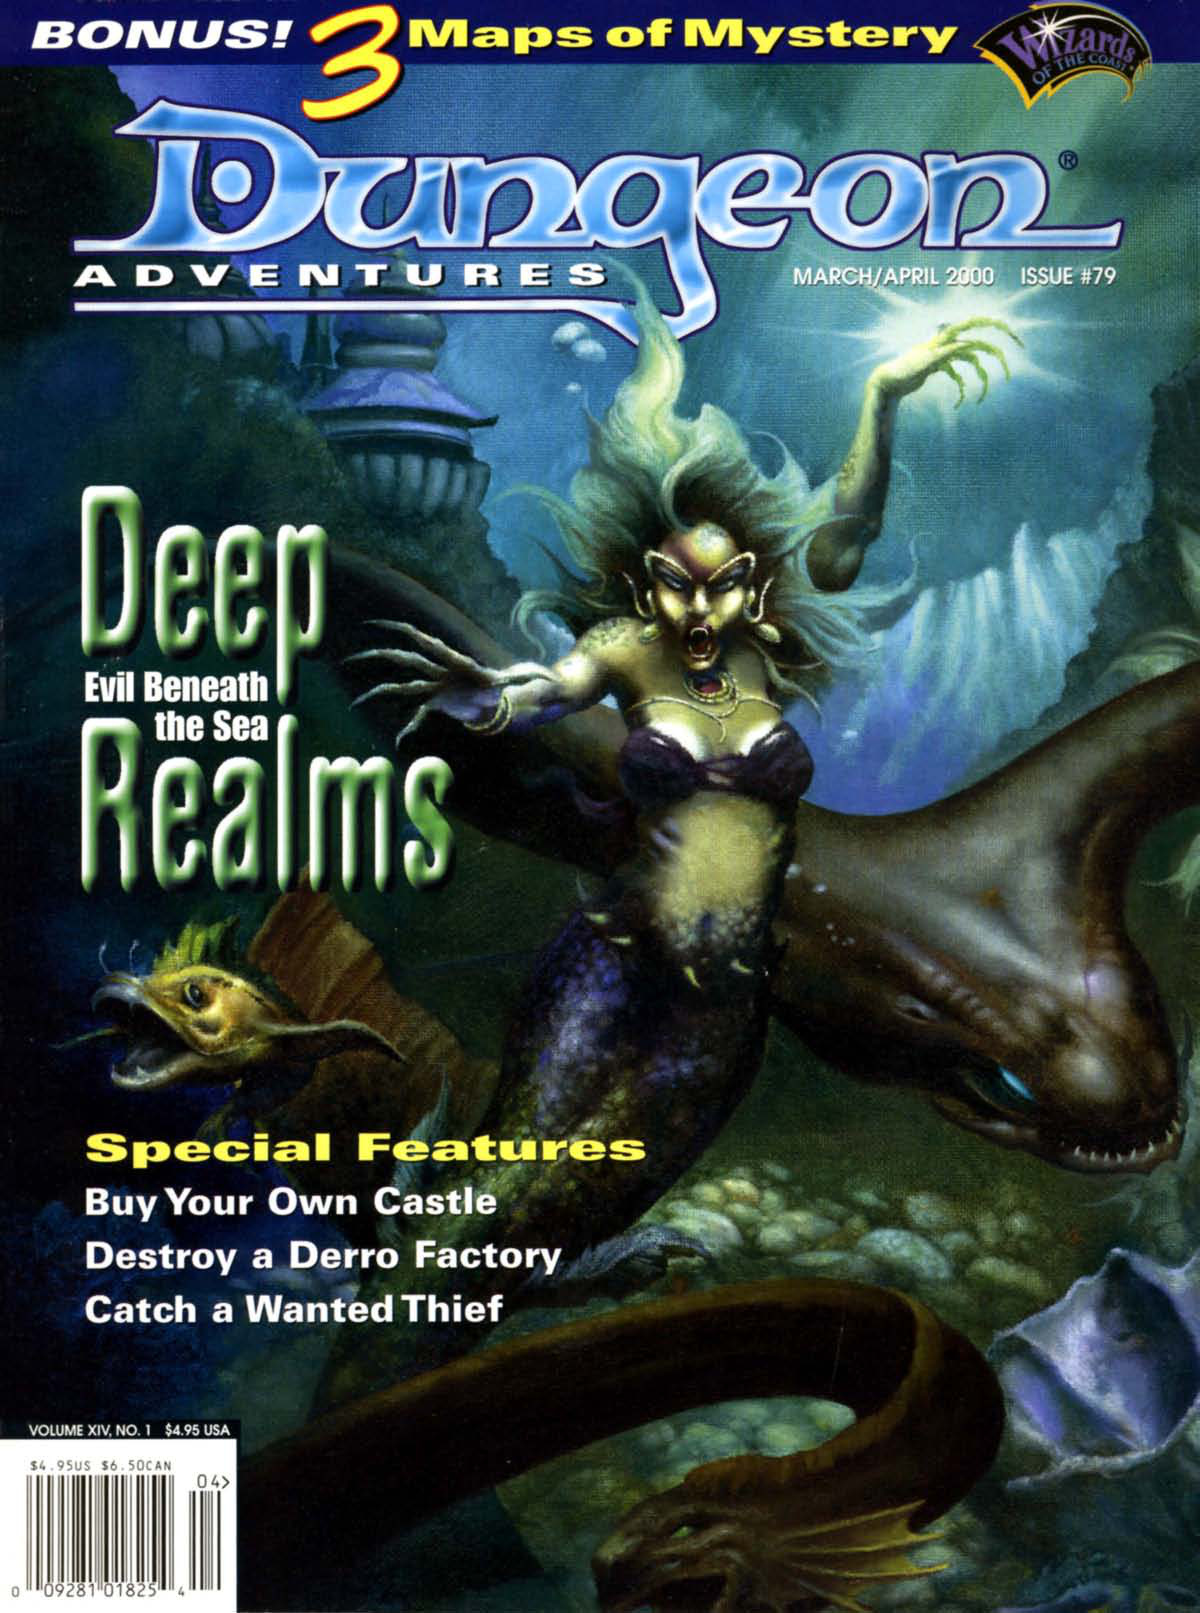 BONUS! 3 Maps of Mystery
Wizards
OF THE COAST
Dungeon®
ADVENTURES
MARCH/APRIL 2000 ISSUE #79
Deep
Evil Beneath
the Sea
Realms
Special Features
Buy Your Own Castle
Destroy a Derro Factory
Catch a Wanted Thief
VOLUME XIV, NO. 1 $4.95 USA
$4.95US $6.50CAN
04>
0 09281 01825 4